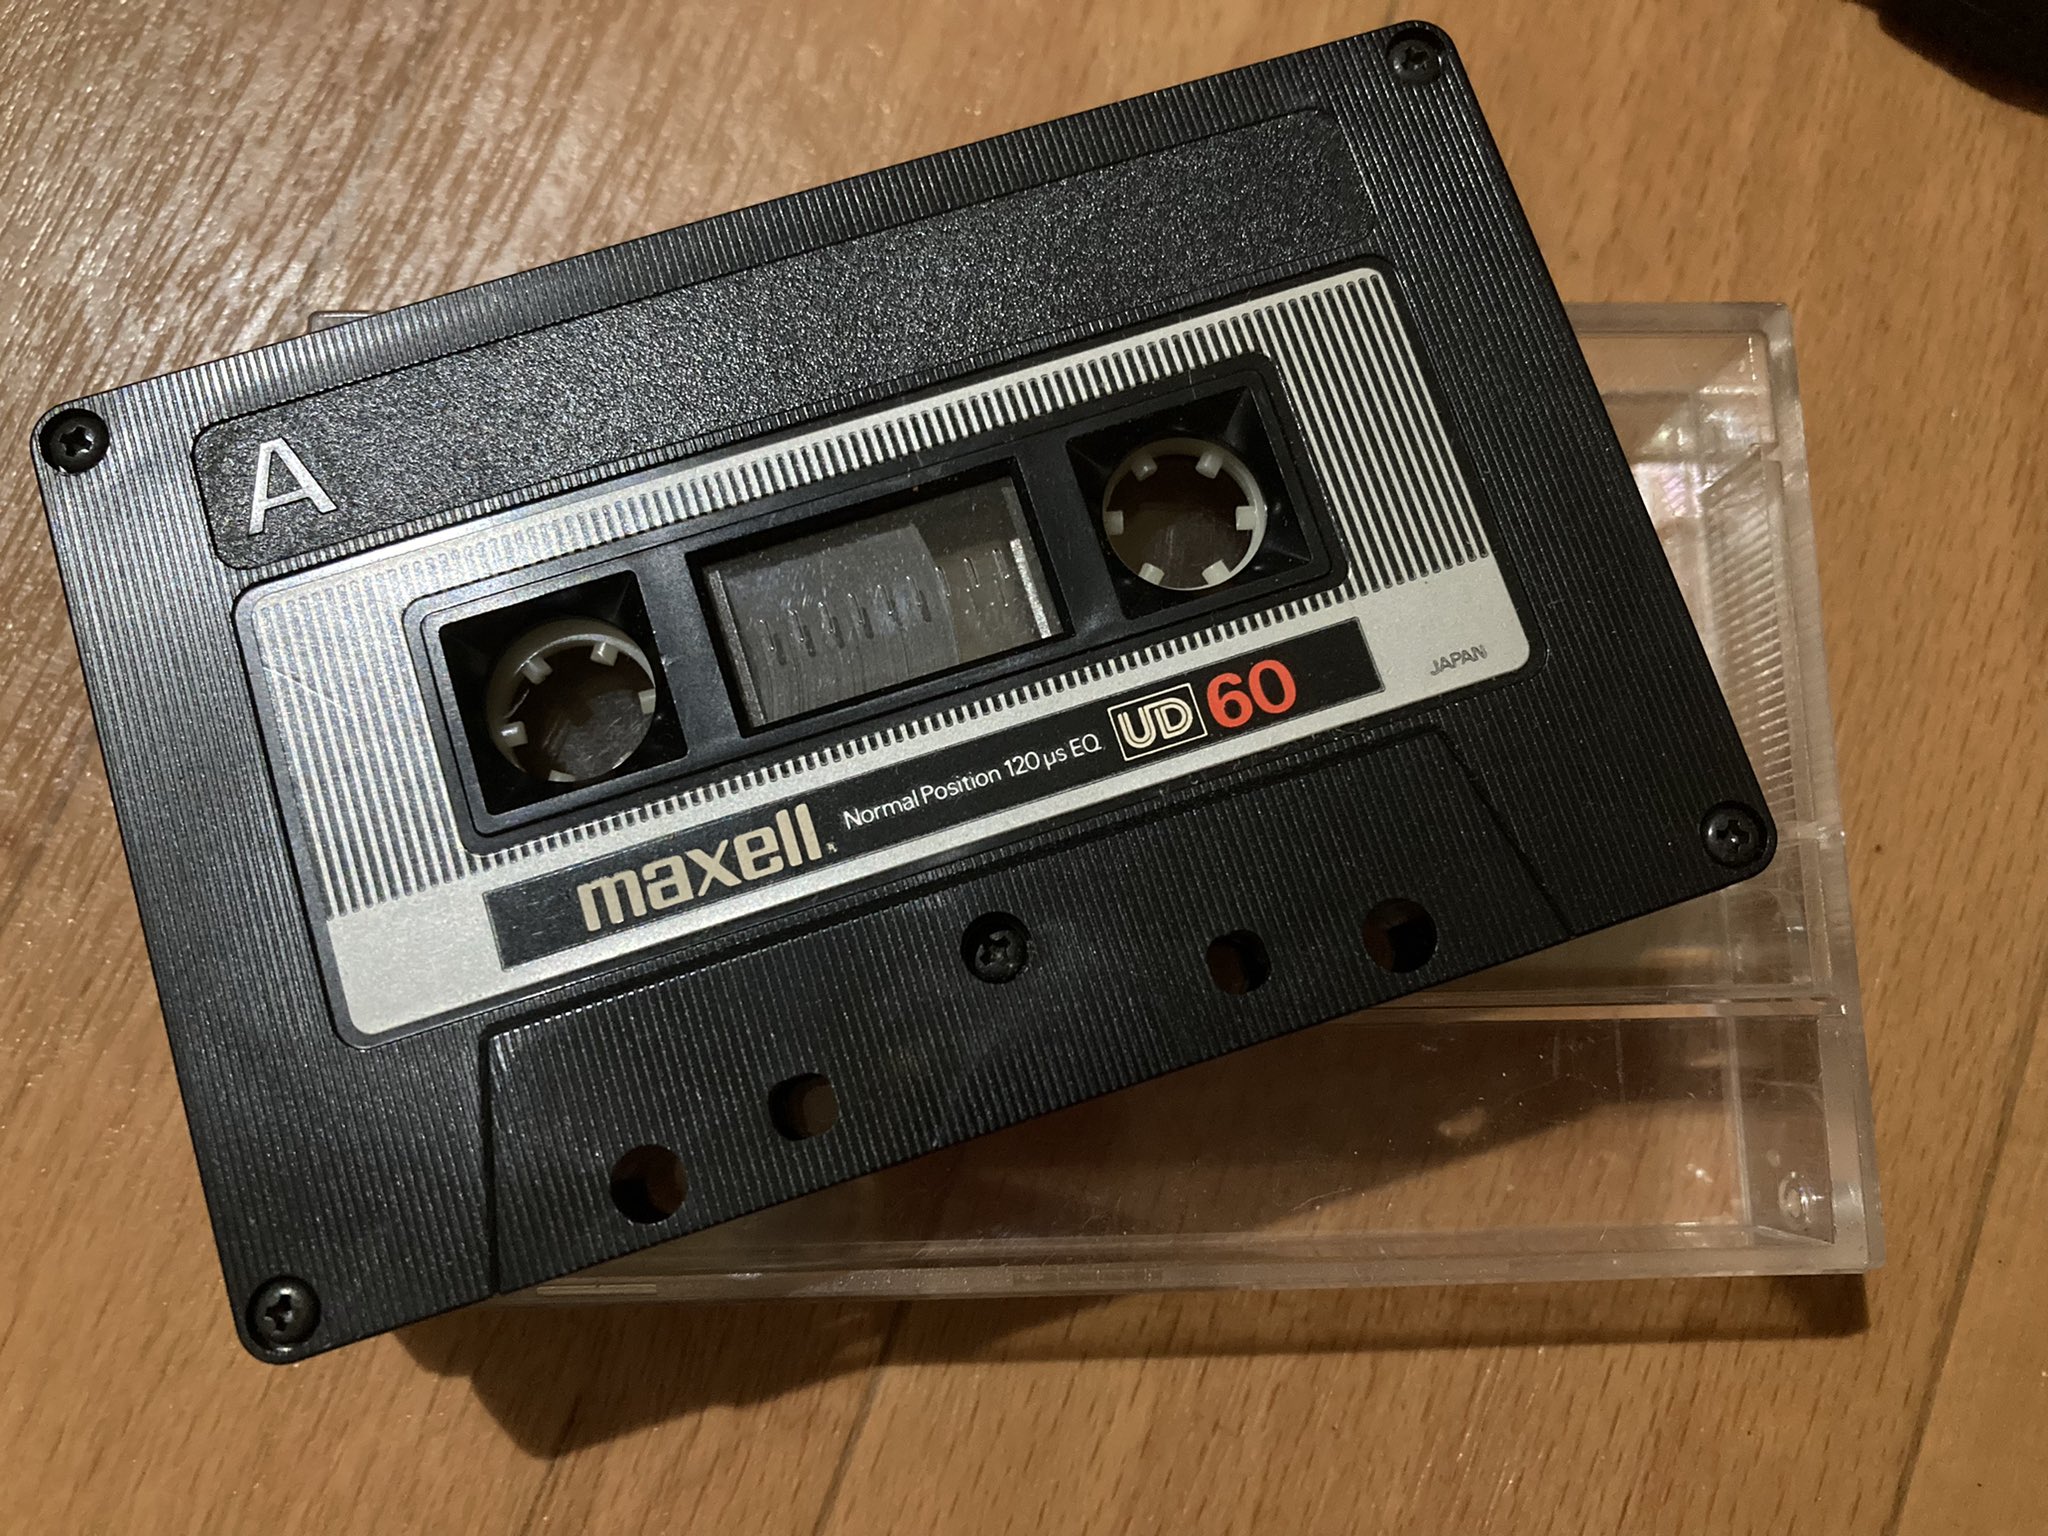 A
JAPAN
maxell. Normal Position 120 μs EQ UD 60